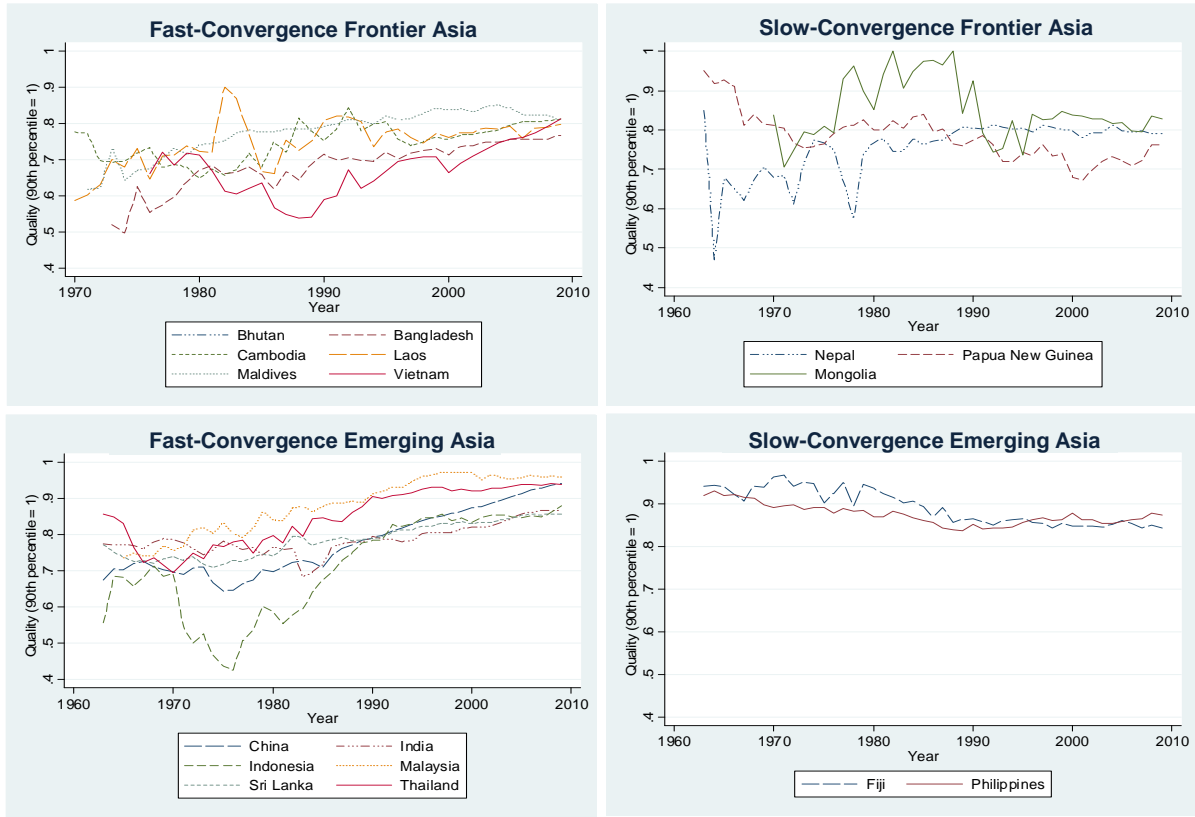 Fast-Convergence Frontier Asia
Quality (90th percentile = 1)
1
.9
.8
.7
.6
.5
.4
1970 1980 1990 2000 2010
Year
Bhutan Bangladesh
Cambodia Laos
Maldives Vietnam
Slow-Convergence Frontier Asia
Quality (90th percentile = 1)
1
.9
.8
.7
.6
.5
.4
1960 1970 1980 1990 2000 2010
Year
Nepal Papua New Guinea
Mongolia
Fast-Convergence Emerging Asia
Quality (90th percentile = 1)
1
.9
.8
.7
.6
.5
.4
1960 1970 1980 1990 2000 2010
Year
China India
Indonesia Malaysia
Sri Lanka Thailand
Slow-Convergence Emerging Asia
Quality (90th percentile = 1)
1
.9
.8
.7
.6
.5
.4
1960 1970 1980 1990 2000 2010
Year
Fiji Philippines